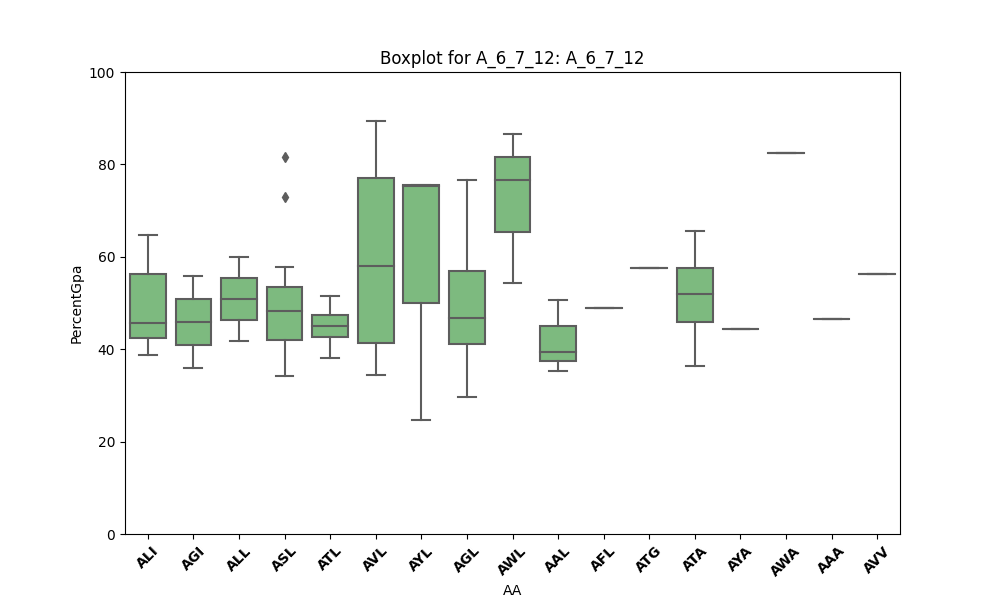 Boxplot for A_6_7_12: A_6_7_12
100
80
60
40
20
0
PercentGpa
ALI AGI ALL ASL ATL AVL AYL AGL AWL AAL AFL ATG ATA AYA AWA AAA AVV
AA